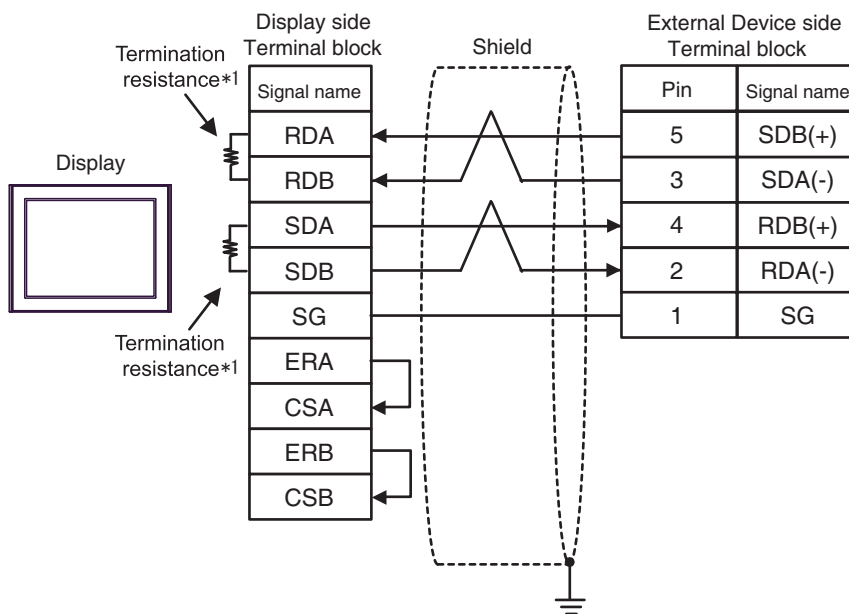 Display side
Terminal block
Shield
External Device side
Terminal block
Termination
resistance*1
Display
Termination
resistance*1
Signal name
RDA
RDB
SDA
SDB
SG
ERA
CSA
ERB
CSB
Pin Signal name
5 SDB(+)
3 SDA(-)
4 RDB(+)
2 RDA(-)
1 SG